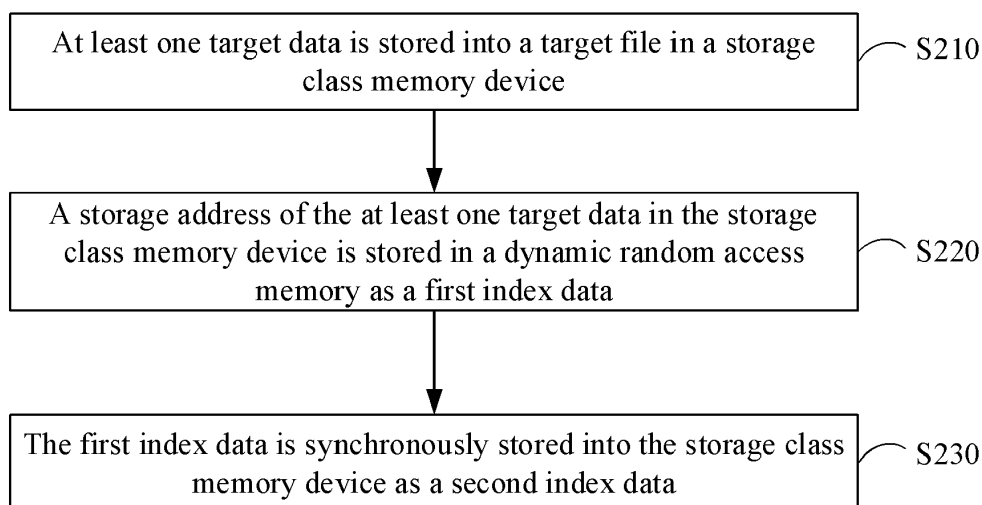 At least one target data is stored into a target file in a storage
class memory device
S210
A storage address of the at least one target data in the storage
class memory device is stored in a dynamic random access
memory as a first index data
S220
The first index data is synchronously stored into the storage class
memory device as a second index data
S230